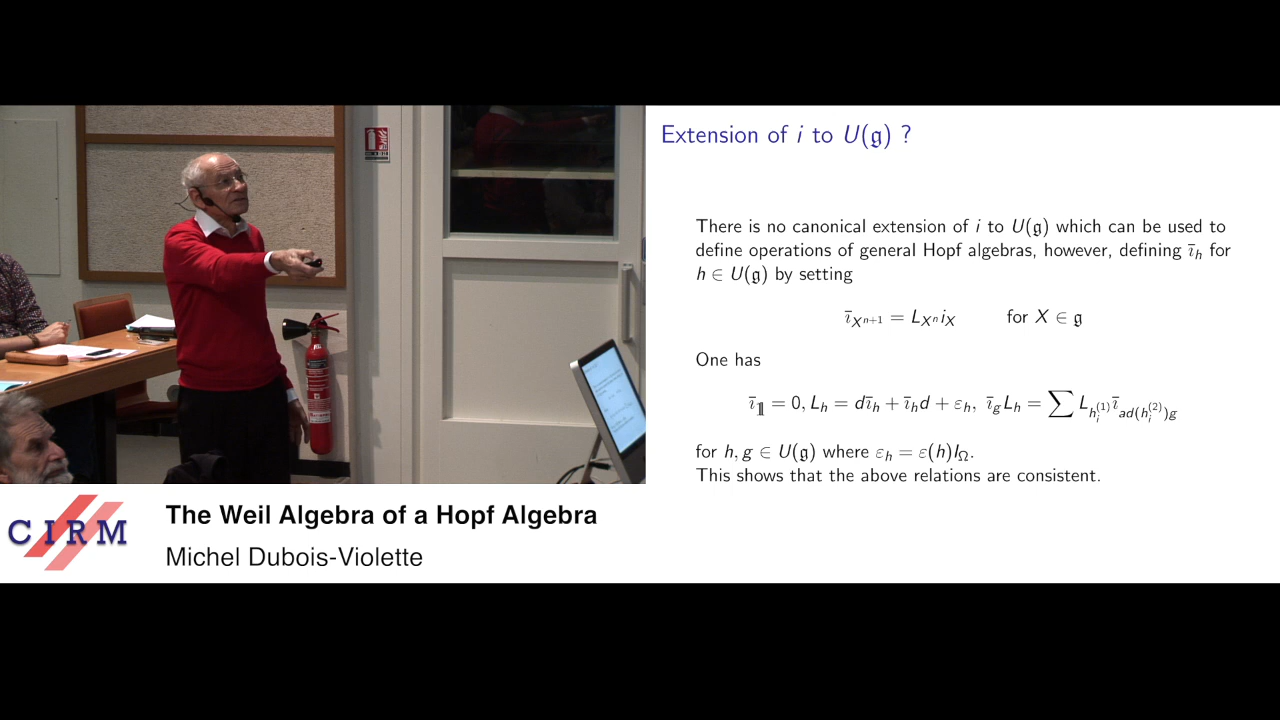 Extension of i to U(𝔤) ?
There is no canonical extension of i to U(𝔤) which can be used to
define operations of general Hopf algebras, however, defining ῑ_h for
h ∈ U(𝔤) by setting
ῑ_{X^{n+1}} = L_{X^n} i_X for X ∈ 𝔤
One has
ῑ_𝟙 = 0, L_h = dῑ_h + ῑ_h d + ε_h, ῑ_g L_h = ∑ L_{h_i^{(1)}} ῑ_{ad(h_i^{(2)})g}
for h, g ∈ U(𝔤) where ε_h = ε(h)I_Ω.
This shows that the above relations are consistent.
CIRM
The Weil Algebra of a Hopf Algebra
Michel Dubois-Violette